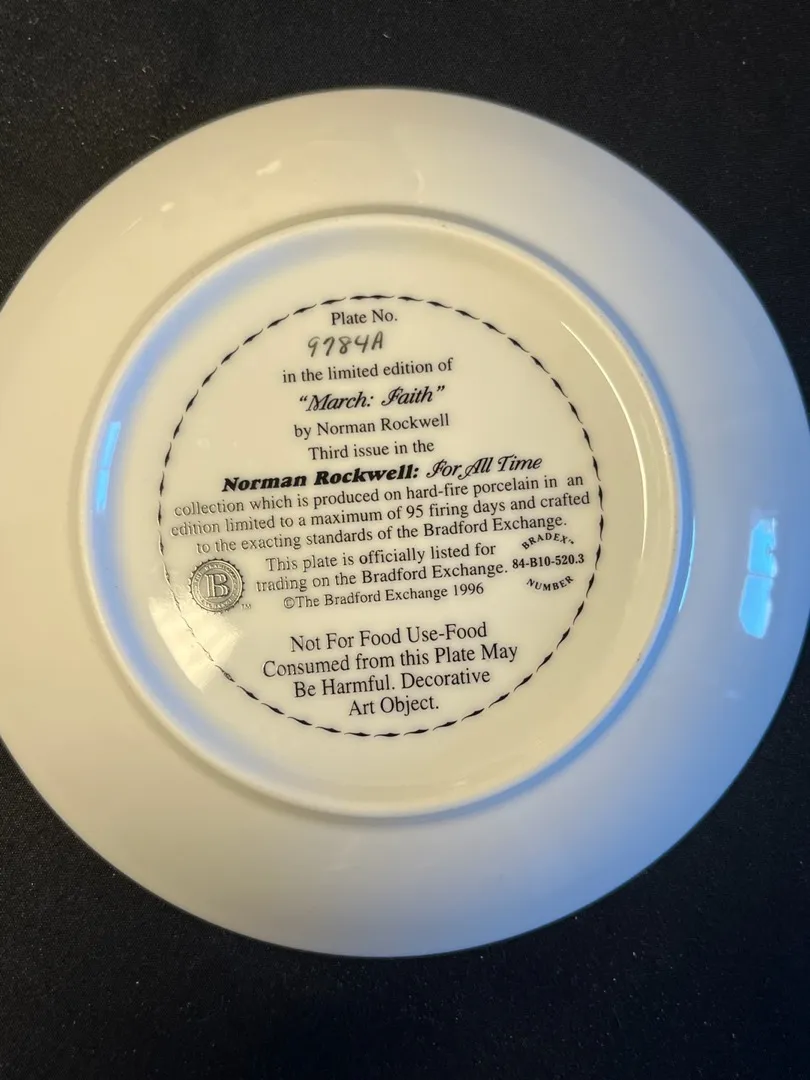 Plate No.
9784A
in the limited edition of
"March: Faith"
by Norman Rockwell
Third issue in the
Norman Rockwell: For All Time
collection which is produced on hard-fire porcelain in an
edition limited to a maximum of 95 firing days and crafted
to the exacting standards of the Bradford Exchange.
This plate is officially listed for
trading on the Bradford Exchange.
©The Bradford Exchange 1996
B
TM
BRADEX™
84-B10-520.3
NUMBER
Not For Food Use-Food
Consumed from this Plate May
Be Harmful. Decorative
Art Object.